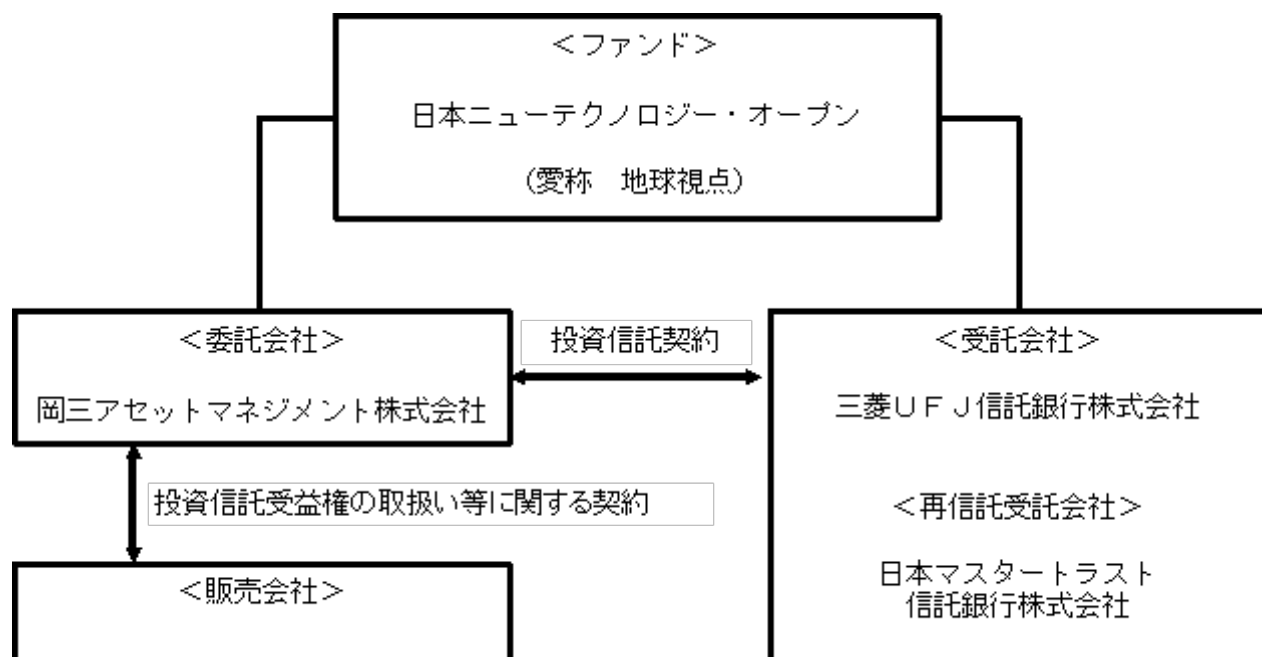 ＜ファンド＞
日本ニューテクノロジー・オープン
（愛称　地球視点）
＜委託会社＞
岡三アセットマネジメント株式会社
投資信託契約
＜受託会社＞
三菱ＵＦＪ信託銀行株式会社
＜再信託受託会社＞
日本マスタートラスト
信託銀行株式会社
投資信託受益権の取扱い等に関する契約
＜販売会社＞